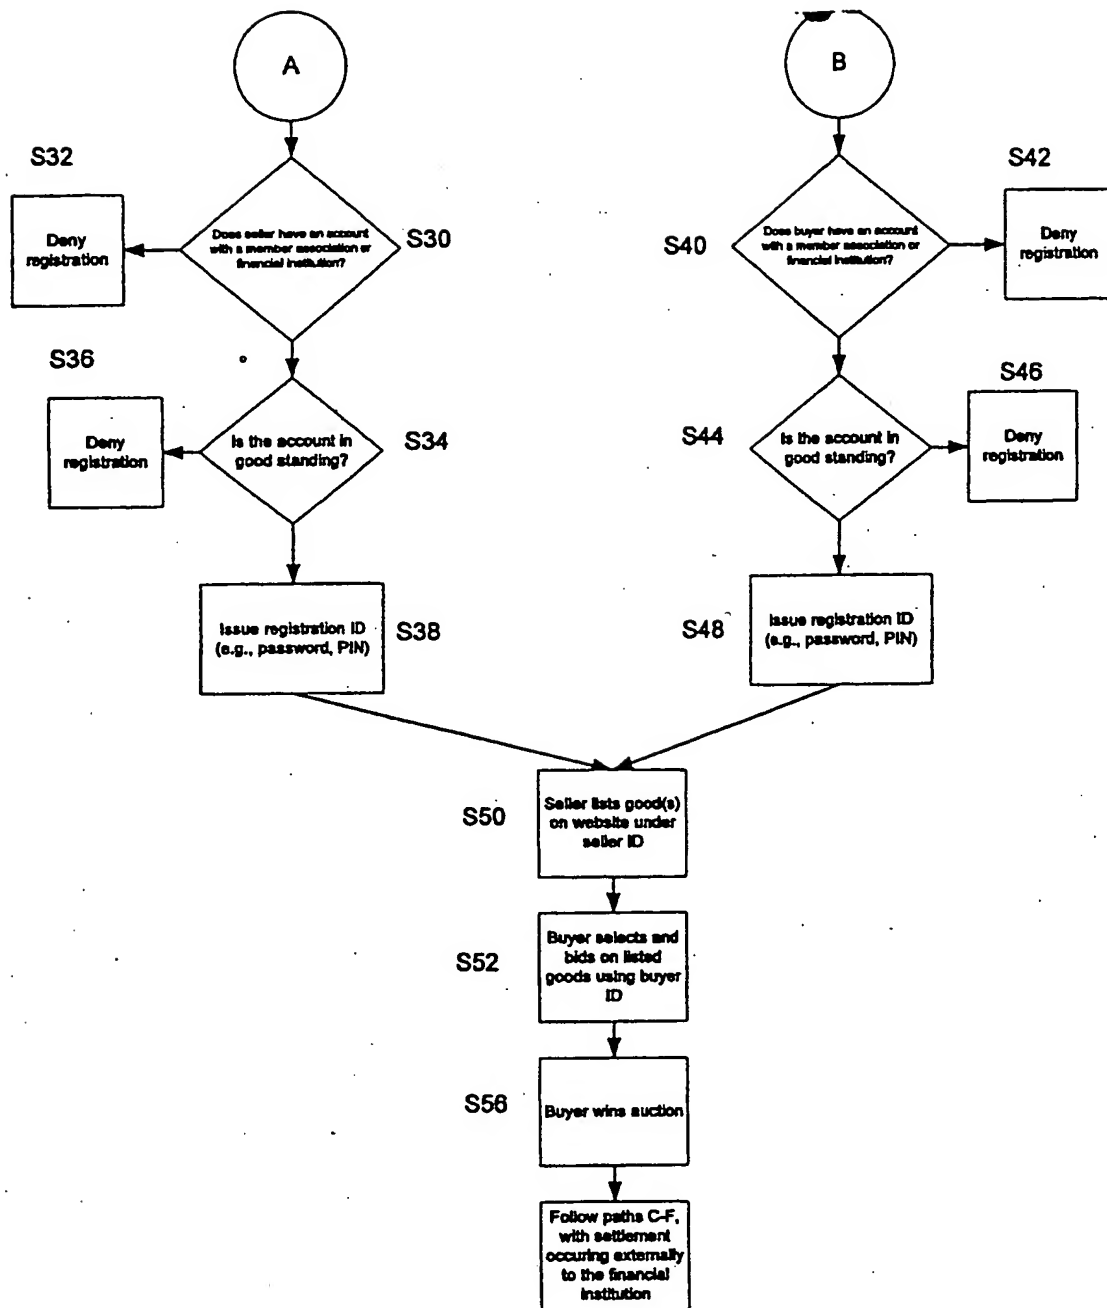 A
B
S32
S42
Deny
registration
Does seller have an account
with a member association or
financial institution?
S30
S40
Does buyer have an account
with a member association or
financial institution?
Deny
registration
S36
S46
Deny
registration
Is the account in
good standing?
S34
S44
Is the account in
good standing?
Deny
registration
Issue registration ID
(e.g., password, PIN)
S38
S48
Issue registration ID
(e.g., password, PIN)
S50
Seller lists good(s)
on website under
seller ID
S52
Buyer selects and
bids on listed
goods using buyer
ID
S56
Buyer wins auction
Follow paths C-F,
with settlement
occuring externally
to the financial
institution